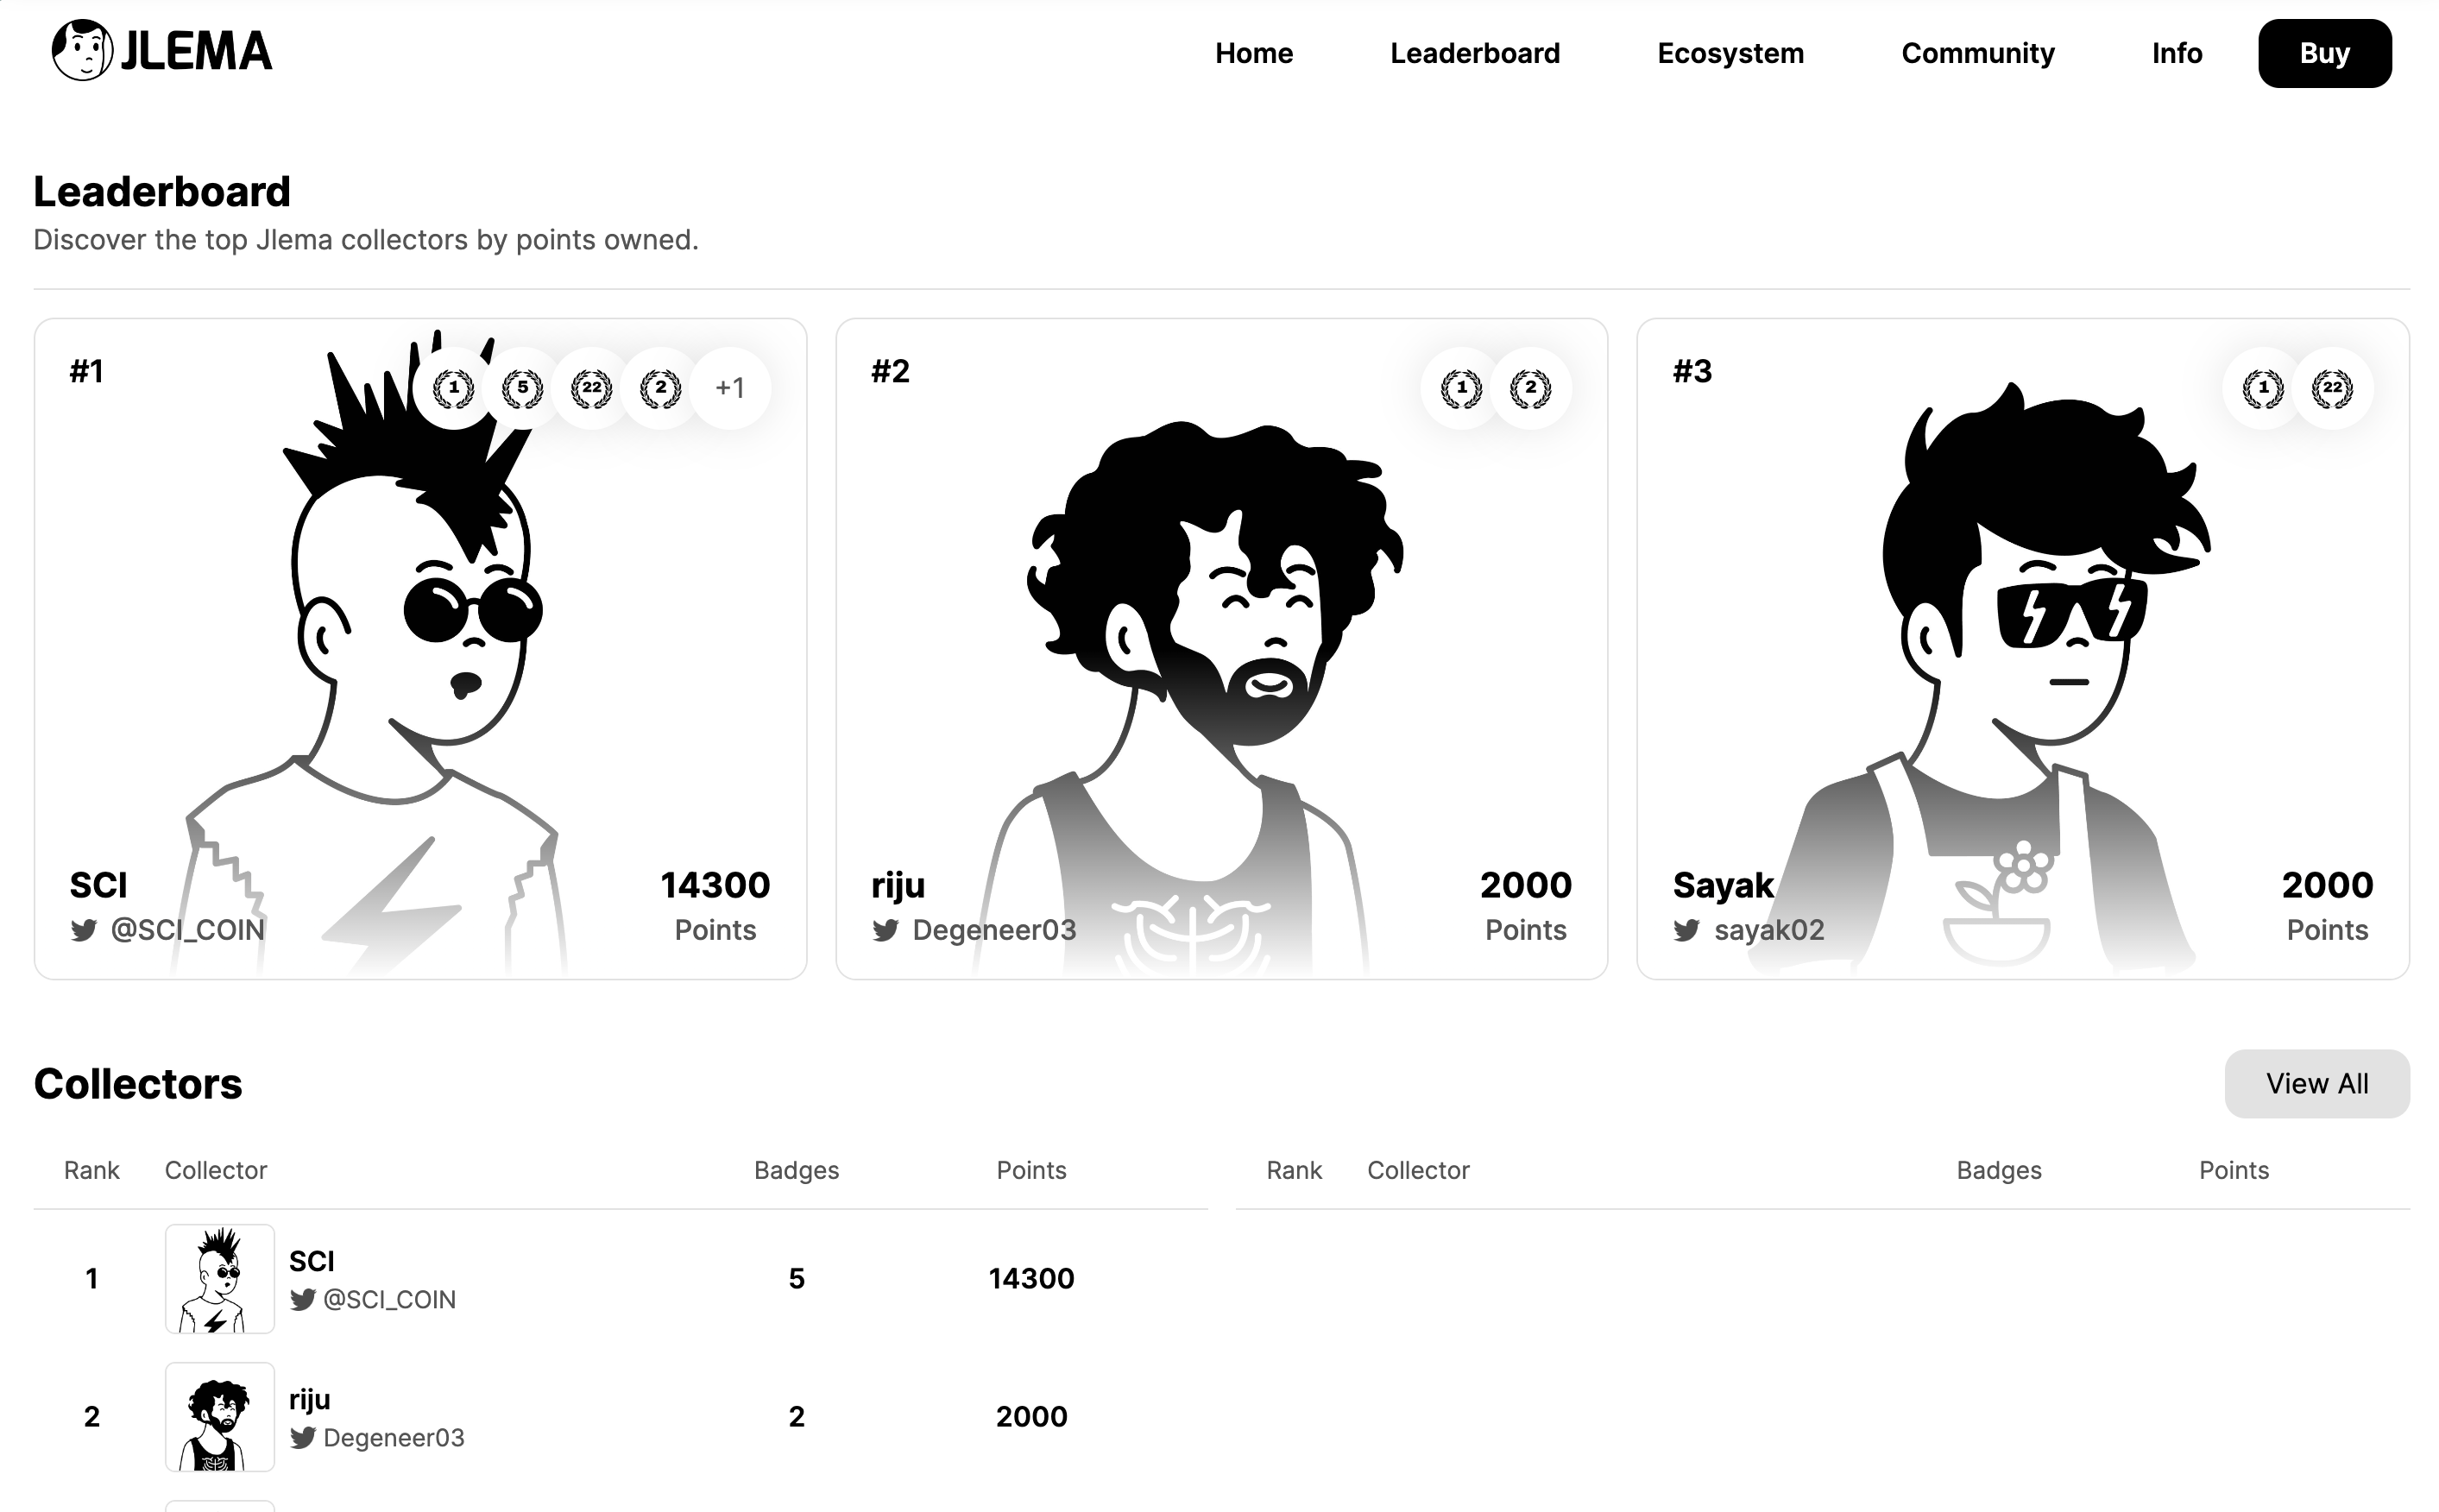 JLEMA
Home Leaderboard Ecosystem Community Info Buy
Leaderboard
Discover the top Jlema collectors by points owned.
#1 1 5 22 2 +1
SCI 14300
@SCI_COIN Points
#2 1 2
riju 2000
Degeneer03 Points
#3 1 22
Sayak 2000
sayak02 Points
Collectors View All
Rank Collector Badges Points Rank Collector Badges Points
1 SCI 5 14300
@SCI_COIN
2 riju 2 2000
Degeneer03